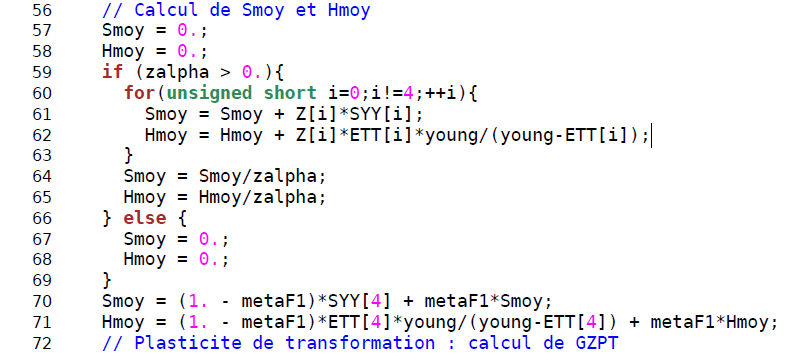 56 // Calcul de Smoy et Hmoy
57 Smoy = 0.;
58 Hmoy = 0.;
59 if (zalpha > 0.){
60 for(unsigned short i=0;i!=4;++i){
61 Smoy = Smoy + Z[i]*SYY[i];
62 Hmoy = Hmoy + Z[i]*ETT[i]*young/(young-ETT[i]);
63 }
64 Smoy = Smoy/zalpha;
65 Hmoy = Hmoy/zalpha;
66 } else {
67 Smoy = 0.;
68 Hmoy = 0.;
69 }
70 Smoy = (1. - metaF1)*SYY[4] + metaF1*Smoy;
71 Hmoy = (1. - metaF1)*ETT[4]*young/(young-ETT[4]) + metaF1*Hmoy;
72 // Plasticite de transformation : calcul de GZPT